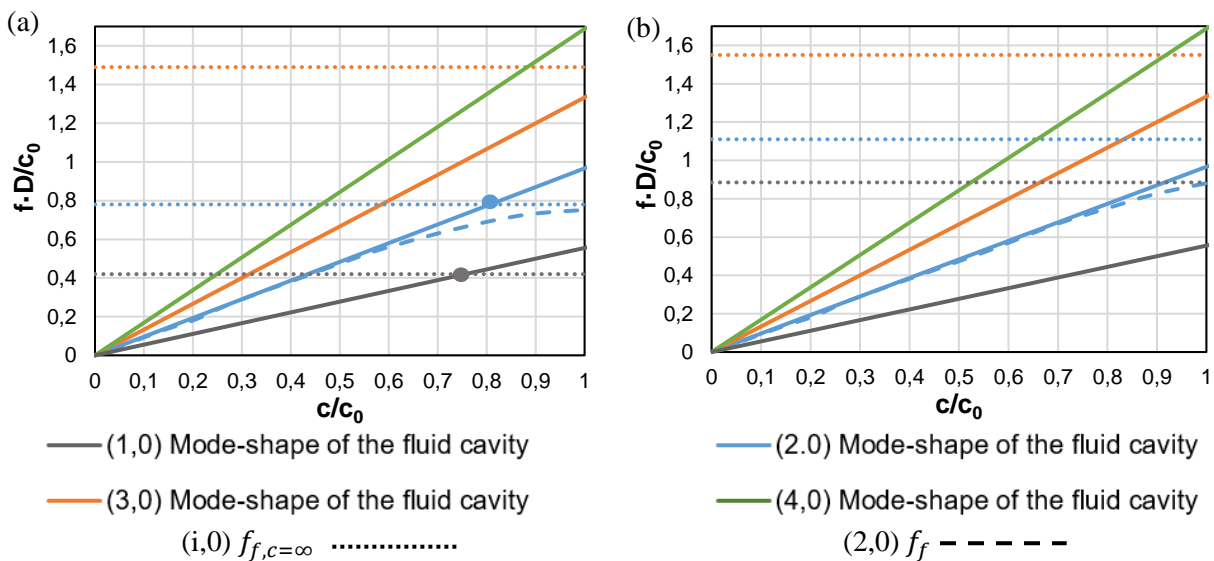 (a)
(b)
f·D/c₀
1,6
1,4
1,2
1
0,8
0,6
0,4
0,2
0
0 0,1 0,2 0,3 0,4 0,5 0,6 0,7 0,8 0,9 1
c/c₀
f·D/c₀
1,6
1,4
1,2
1
0,8
0,6
0,4
0,2
0
0 0,1 0,2 0,3 0,4 0,5 0,6 0,7 0,8 0,9 1
c/c₀
(1,0) Mode-shape of the fluid cavity
(2.0) Mode-shape of the fluid cavity
(3,0) Mode-shape of the fluid cavity
(4,0) Mode-shape of the fluid cavity
(i,0) f_{f,c=∞}
(2,0) f_f